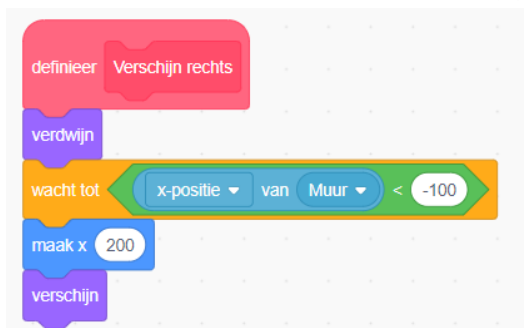 definieer Verschijn rechts
verdwijn
wacht tot x-positie van Muur < -100
maak x 200
verschijn